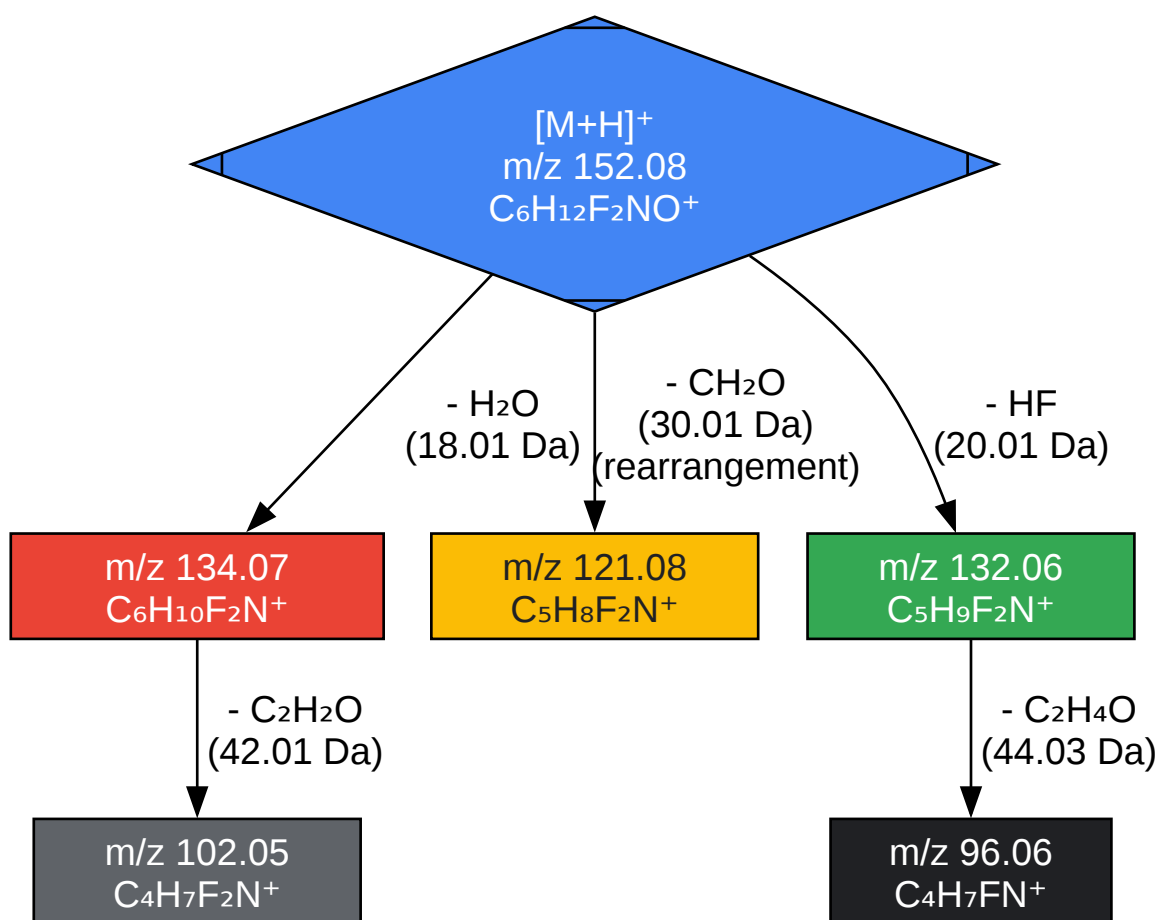 [M+H]⁺
m/z 152.08
C₆H₁₂F₂NO⁺
- H₂O
(18.01 Da)
- CH₂O
(30.01 Da)
(rearrangement)
- HF
(20.01 Da)
m/z 134.07
C₆H₁₀F₂N⁺
m/z 121.08
C₅H₈F₂N⁺
m/z 132.06
C₅H₉F₂N⁺
- C₂H₂O
(42.01 Da)
- C₂H₄O
(44.03 Da)
m/z 102.05
C₄H₇F₂N⁺
m/z 96.06
C₄H₇FN⁺